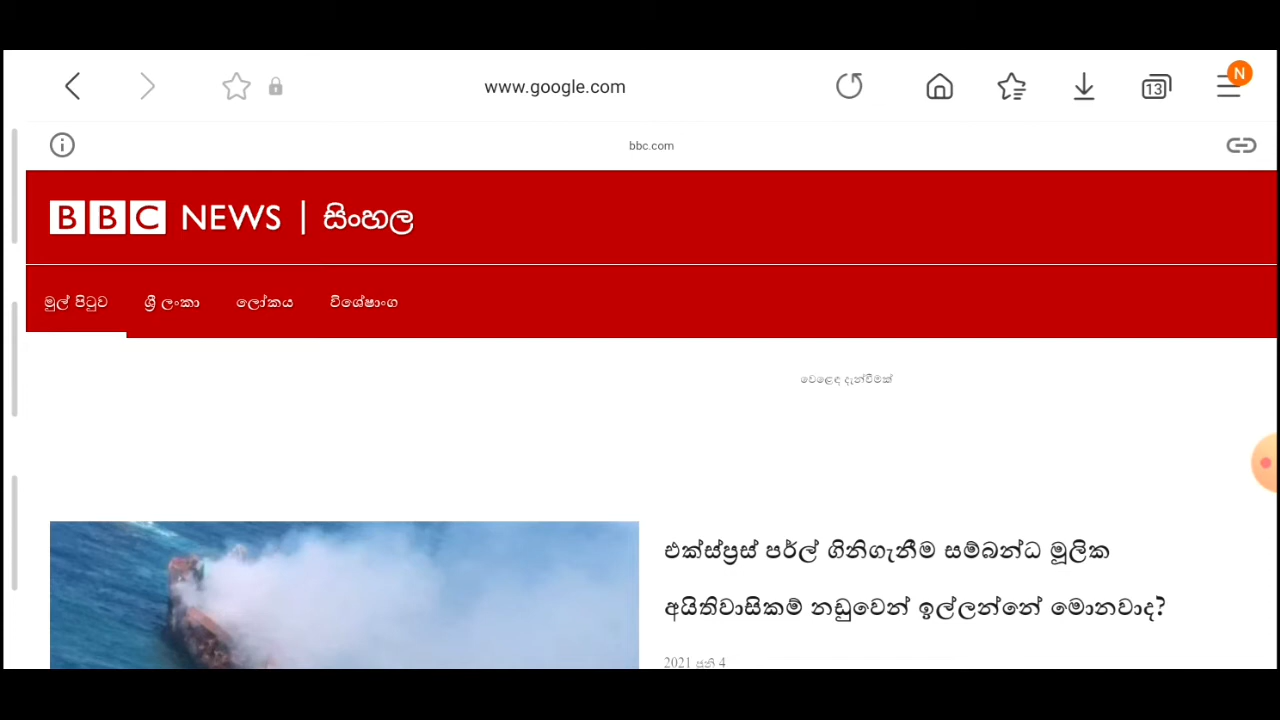 www.google.com
13
N
bbc.com
BBC NEWS | සිංහල
මුල් පිටුව ශ්‍රී ලංකා ලෝකය විශේෂාංග
වෙළෙඳ දැන්වීමක්
එක්ස්ප්‍රස් පර්ල් ගිනිගැනීම සම්බන්ධ මූලික
අයිතිවාසිකම් නඩුවෙන් ඉල්ලන්නේ මොනවාද?
2021 ජූනි 4